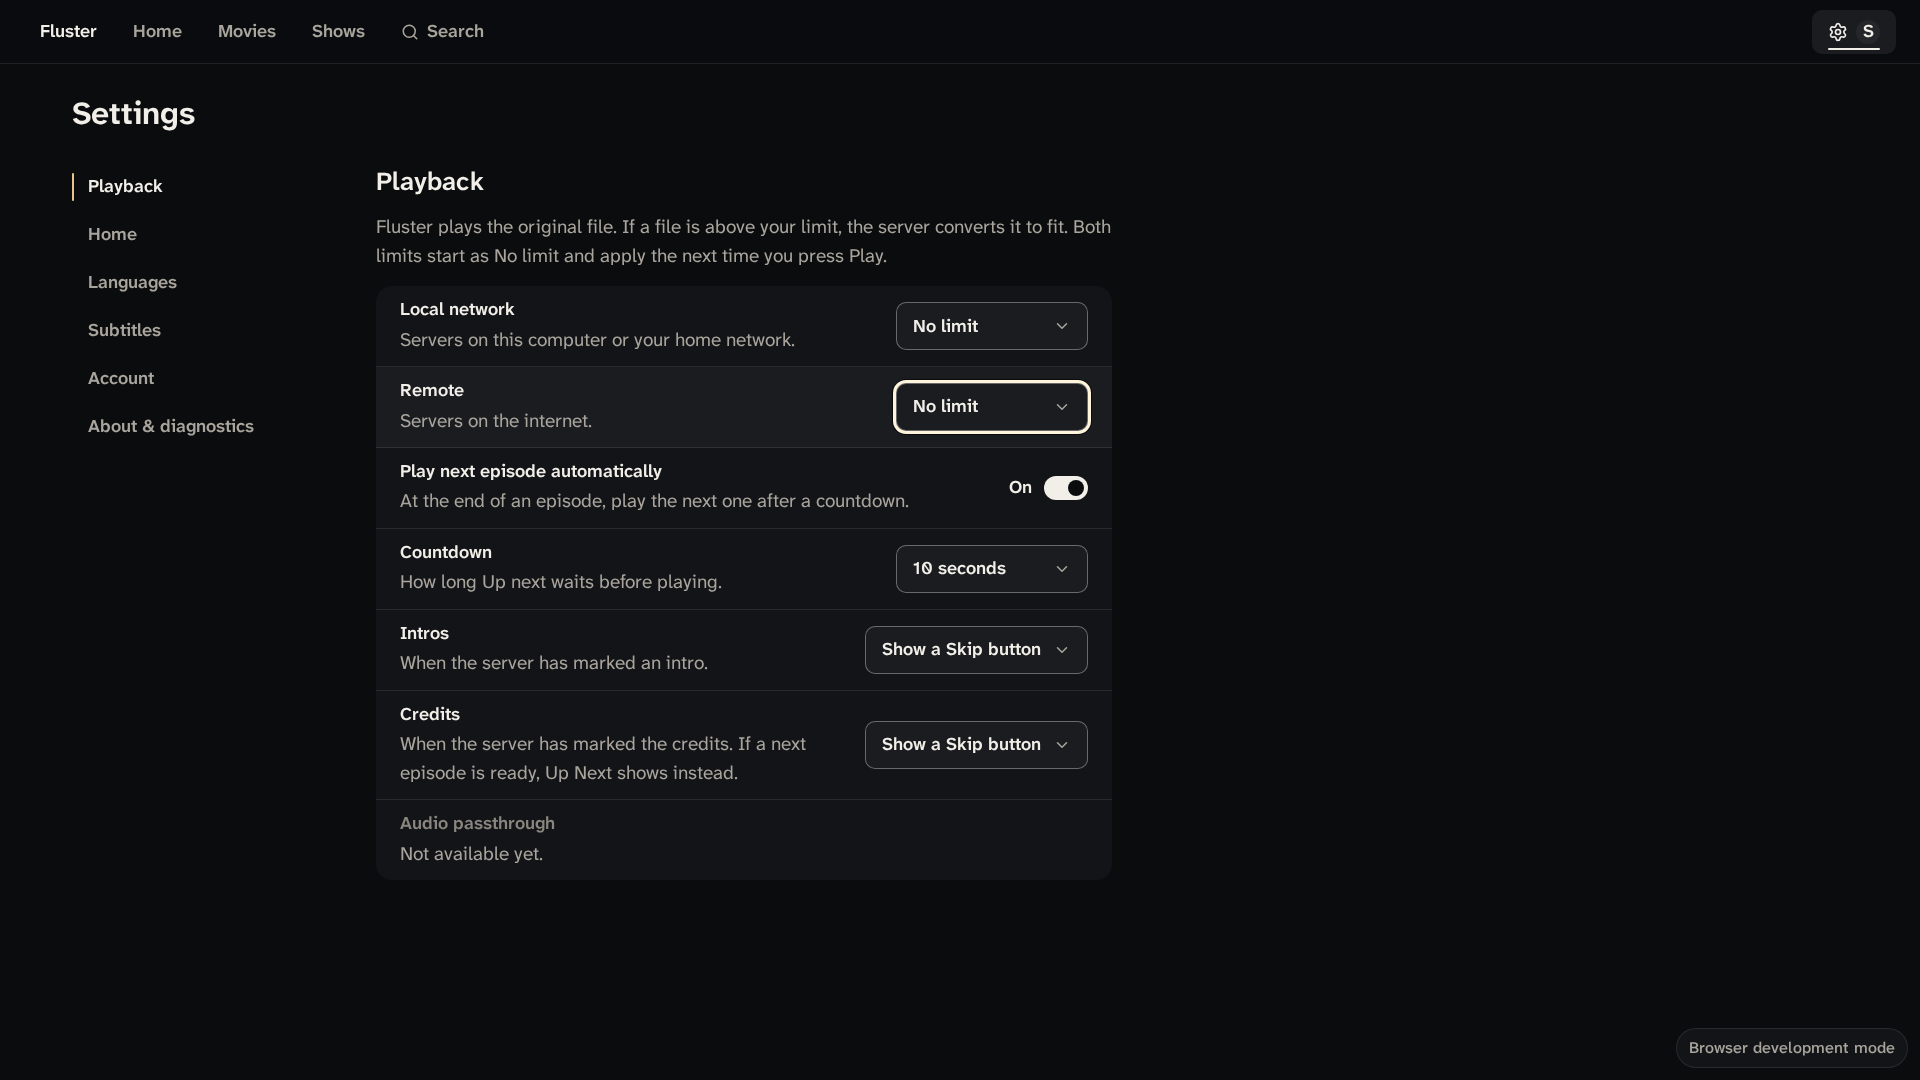 Fluster
Home
Movies
Shows
Search
S
Settings
Playback
Home
Languages
Subtitles
Account
About & diagnostics
Playback
Fluster plays the original file. If a file is above your limit, the server converts it to fit. Both
limits start as No limit and apply the next time you press Play.
Local network
Servers on this computer or your home network.
No limit
Remote
Servers on the internet.
No limit
Play next episode automatically
At the end of an episode, play the next one after a countdown.
On
Countdown
How long Up next waits before playing.
10 seconds
Intros
When the server has marked an intro.
Show a Skip button
Credits
When the server has marked the credits. If a next
episode is ready, Up Next shows instead.
Show a Skip button
Audio passthrough
Not available yet.
Browser development mode